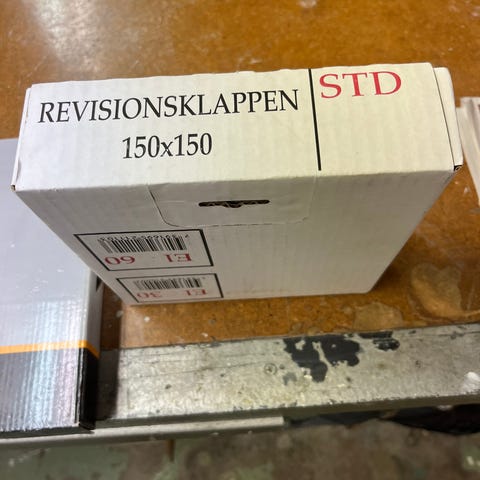 REVISIONSKLAPPEN
150x150
STD
EI 60
EI 30